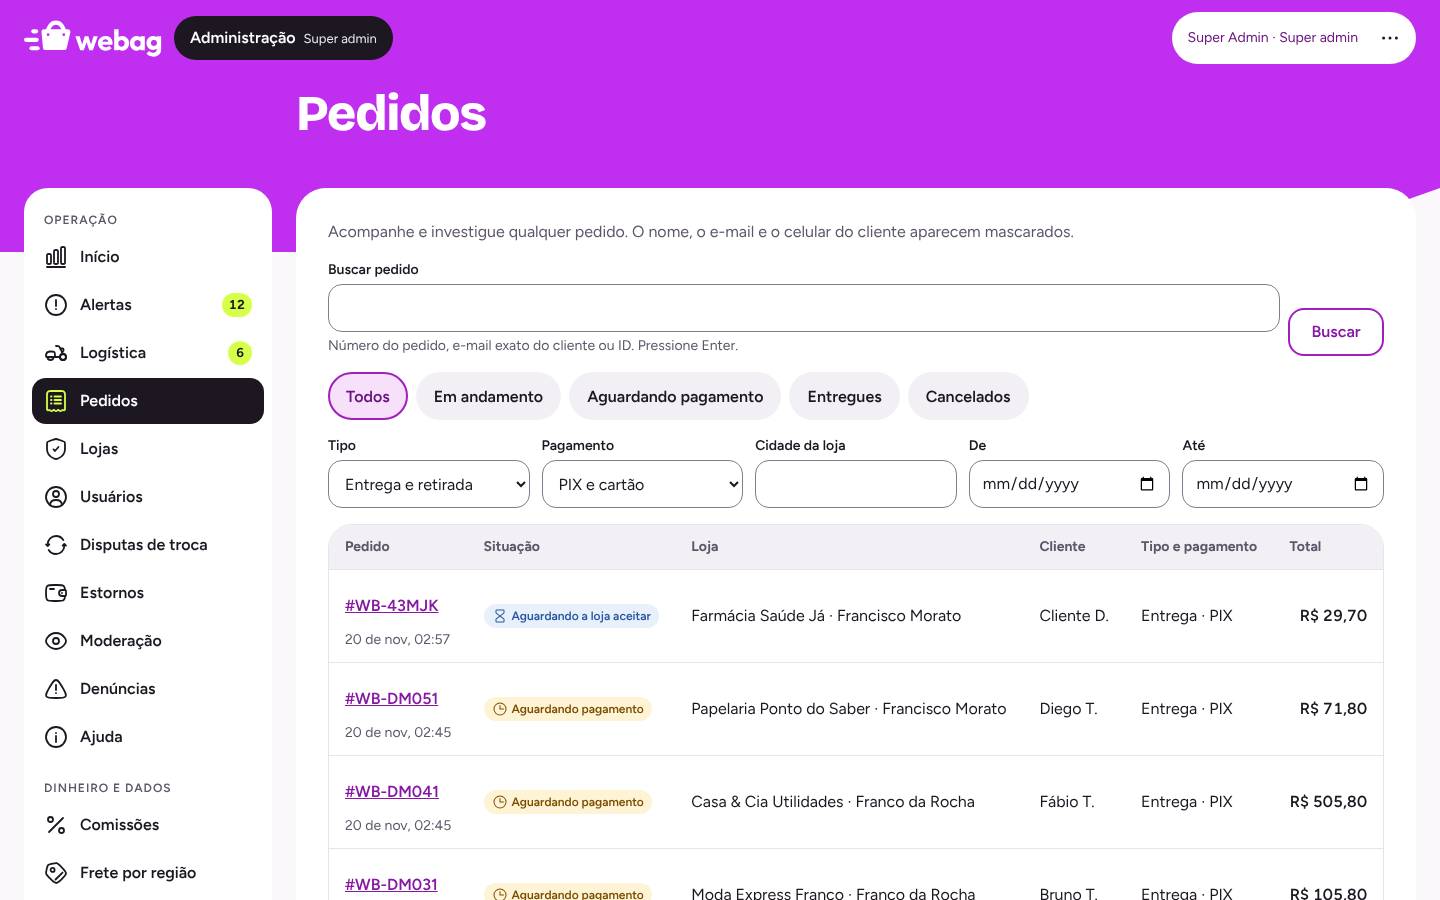 webag
Administração Super admin
Super Admin · Super admin
Pedidos
OPERAÇÃO
Início
Alertas 12
Logística 6
Pedidos
Lojas
Usuários
Disputas de troca
Estornos
Moderação
Denúncias
Ajuda
DINHEIRO E DADOS
Comissões
Frete por região
Acompanhe e investigue qualquer pedido. O nome, o e-mail e o celular do cliente aparecem mascarados.
Buscar pedido
Buscar
Número do pedido, e-mail exato do cliente ou ID. Pressione Enter.
Todos Em andamento Aguardando pagamento Entregues Cancelados
Tipo Pagamento Cidade da loja De Até
Entrega e retirada PIX e cartão mm/dd/yyyy mm/dd/yyyy
Pedido Situação Loja Cliente Tipo e pagamento Total
#WB-43MJK Aguardando a loja aceitar Farmácia Saúde Já · Francisco Morato Cliente D. Entrega · PIX R$ 29,70
20 de nov, 02:57
#WB-DM051 Aguardando pagamento Papelaria Ponto do Saber · Francisco Morato Diego T. Entrega · PIX R$ 71,80
20 de nov, 02:45
#WB-DM041 Aguardando pagamento Casa & Cia Utilidades · Franco da Rocha Fábio T. Entrega · PIX R$ 505,80
20 de nov, 02:45
#WB-DM031 Aguardando pagamento Moda Express Franco · Franco da Rocha Bruno T. Entrega · PIX R$ 105,80